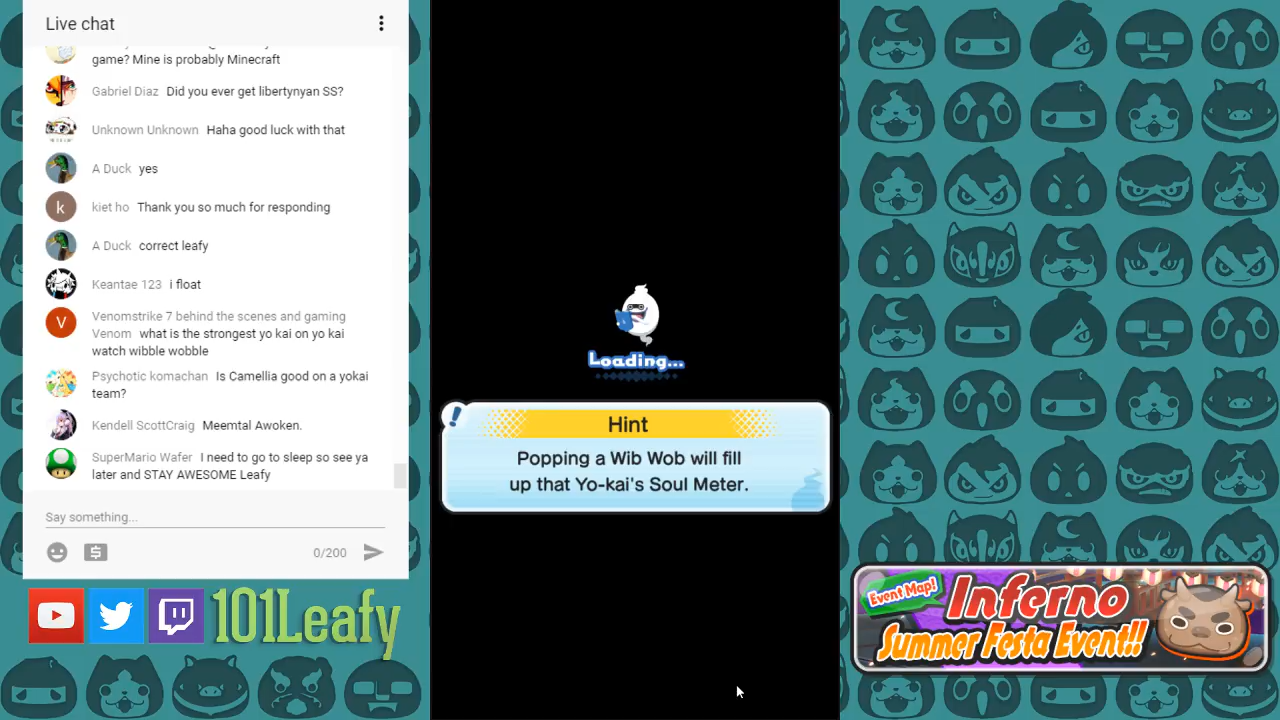 Live chat
game? Mine is probably Minecraft
Gabriel Diaz Did you ever get libertynyan SS?
Unknown Unknown Haha good luck with that
A Duck yes
kiet ho Thank you so much for responding
A Duck correct leafy
Keantae 123 i float
Venomstrike 7 behind the scenes and gaming
Venom what is the strongest yo kai on yo kai
watch wibble wobble
Psychotic komachan Is Camellia good on a yokai
team?
Kendell ScottCraig Meemtal Awoken.
SuperMario Wafer I need to go to sleep so see ya
later and STAY AWESOME Leafy
Say something...
0/200
101Leafy
Loading...
!
Hint
Popping a Wib Wob will fill
up that Yo-kai's Soul Meter.
Event Map!
Inferno
Summer Festa Event!!
k
V